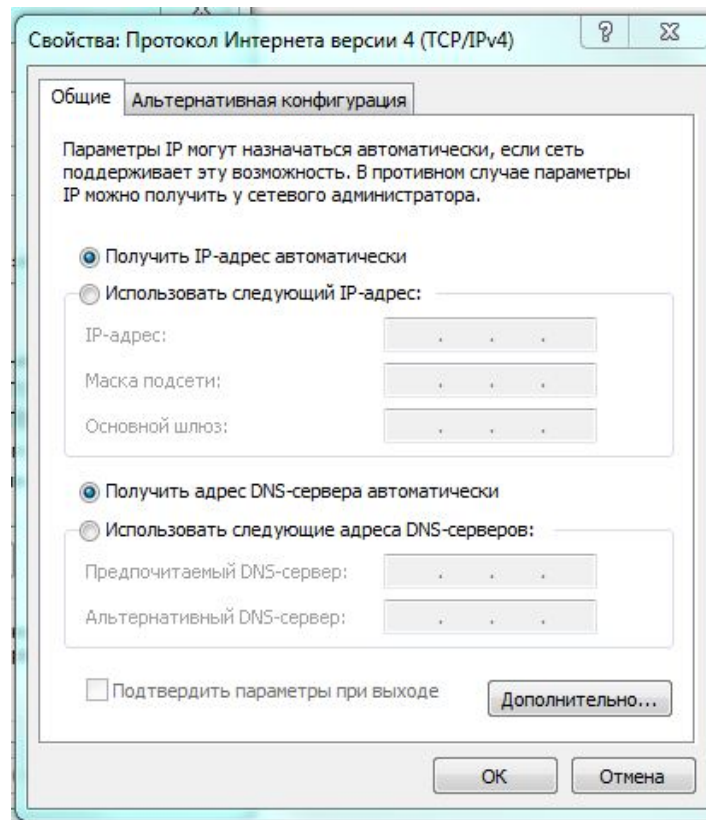 Свойства: Протокол Интернета версии 4 (TCP/IPv4)
Общие
Альтернативная конфигурация
Параметры IP могут назначаться автоматически, если сеть
поддерживает эту возможность. В противном случае параметры
IP можно получить у сетевого администратора.
Получить IP-адрес автоматически
Использовать следующий IP-адрес:
IP-адрес:
Маска подсети:
Основной шлюз:
Получить адрес DNS-сервера автоматически
Использовать следующие адреса DNS-серверов:
Предпочитаемый DNS-сервер:
Альтернативный DNS-сервер:
Подтвердить параметры при выходе
Дополнительно...
ОК
Отмена